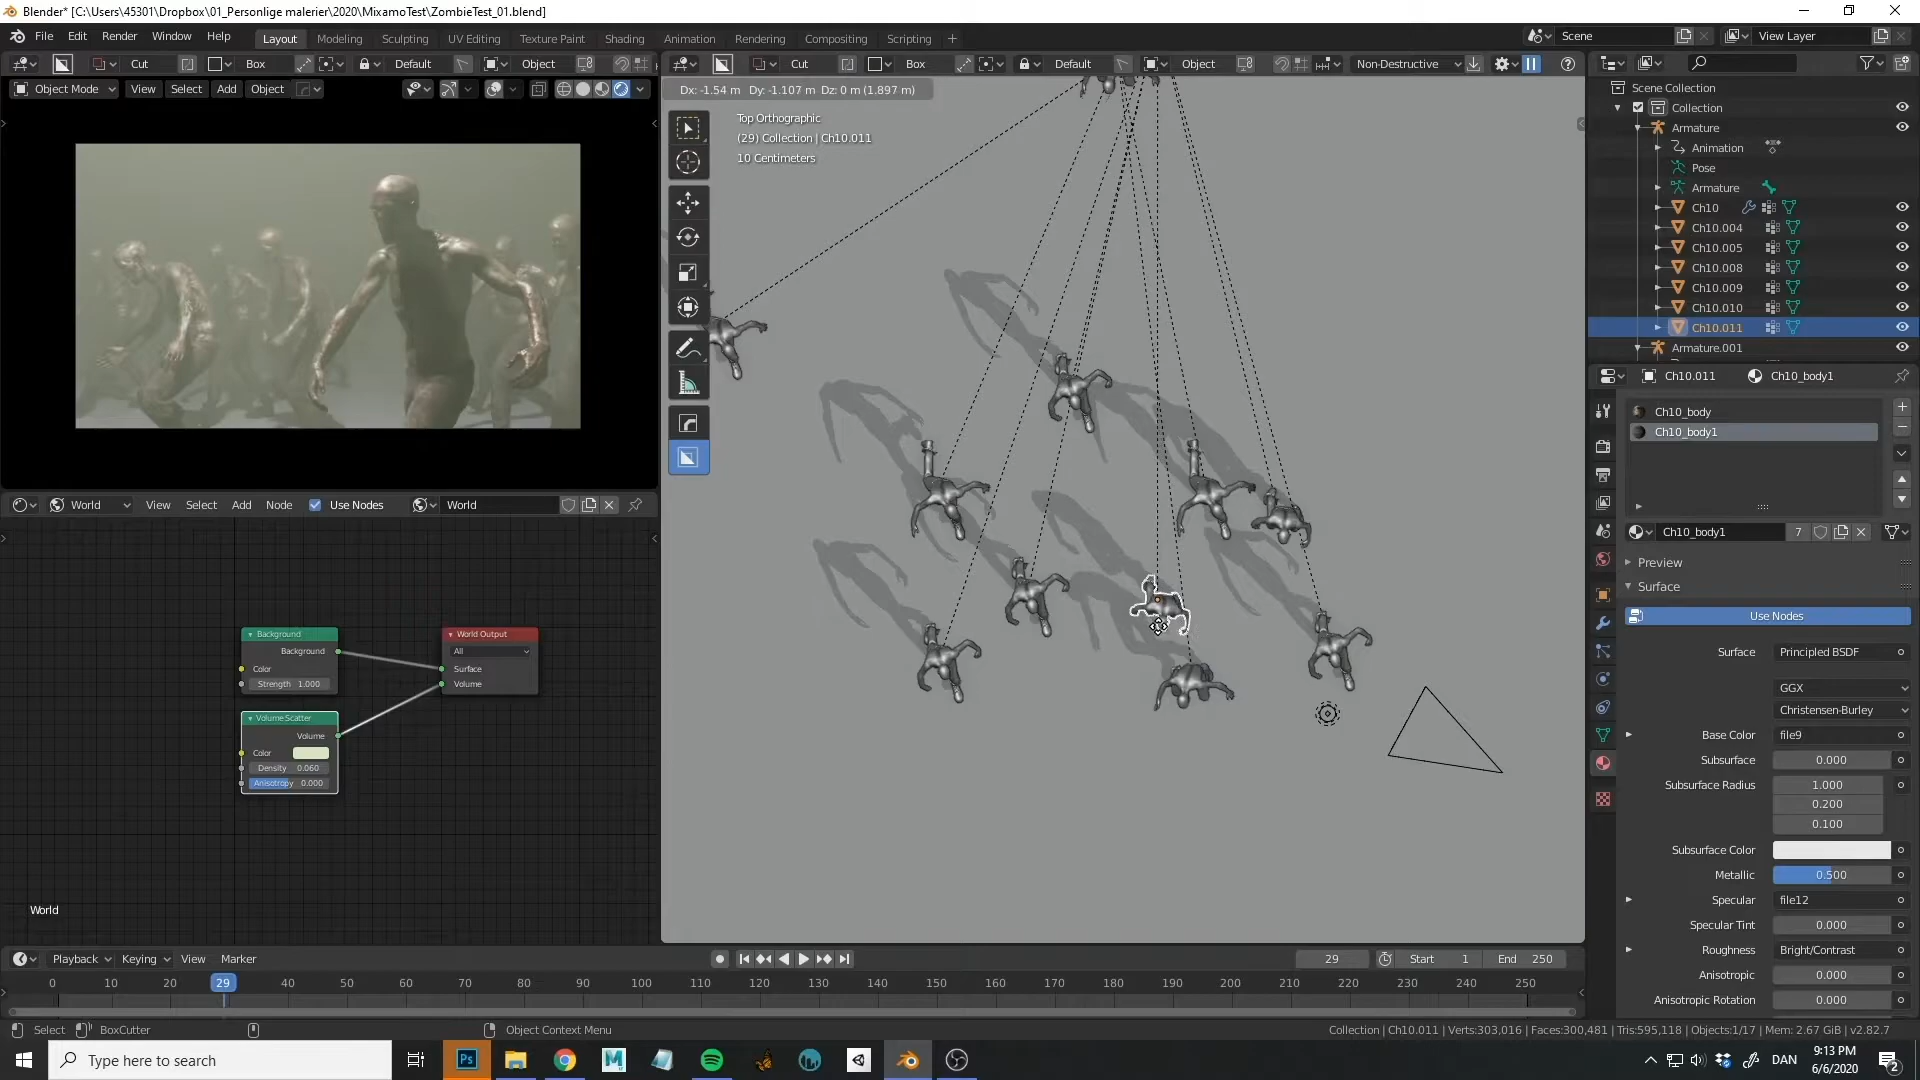 Blender* [C:\Users\45301\Dropbox\01_Personlige malerier\2020\MixamoTest\ZombieTest_01.blend]
File Edit Render Window Help Layout Modeling Sculpting UV Editing Texture Paint Shading Animation Rendering Compositing Scripting + Scene View Layer
Cut Box Default Object Cut Box Default Object Non-Destructive
Object Mode View Select Add Object
Dx: -1.54 m Dy: -1.107 m Dz: 0 m (1.897 m)
Top Orthographic
(29) Collection | Ch10.011
10 Centimeters
Scene Collection
Collection
Armature
Animation
Pose
Armature
Ch10
Ch10.004
Ch10.005
Ch10.008
Ch10.009
Ch10.010
Ch10.011
Armature.001
Ch10.011 Ch10_body1
Ch10_body
Ch10_body1
Ch10_body1 7
Preview
Surface
Use Nodes
Surface Principled BSDF
GGX
Christensen-Burley
Base Color file9
Subsurface 0.000
Subsurface Radius 1.000
0.200
0.100
Subsurface Color
Metallic 0.500
Specular file12
Specular Tint 0.000
Roughness Bright/Contrast
Anisotropic 0.000
Anisotropic Rotation 0.000
World View Select Add Node Use Nodes World
Background
Background
Color
Strength 1.000
World Output
All
Surface
Volume
Volume Scatter
Volume
Color
Density 0.060
Anisotropy 0.000
World
Playback Keying View Marker 29 Start 1 End 250
0 10 20 29 40 50 60 70 80 90 100 110 120 130 140 150 160 170 180 190 200 210 220 230 240 250
Select BoxCutter Object Context Menu Collection | Ch10.011 | Verts:303,016 | Faces:300,481 | Tris:595,118 | Objects:1/17 | Mem: 2.67 GiB | v2.82.7
Type here to search Ps DAN 9:13 PM
6/6/2020 2